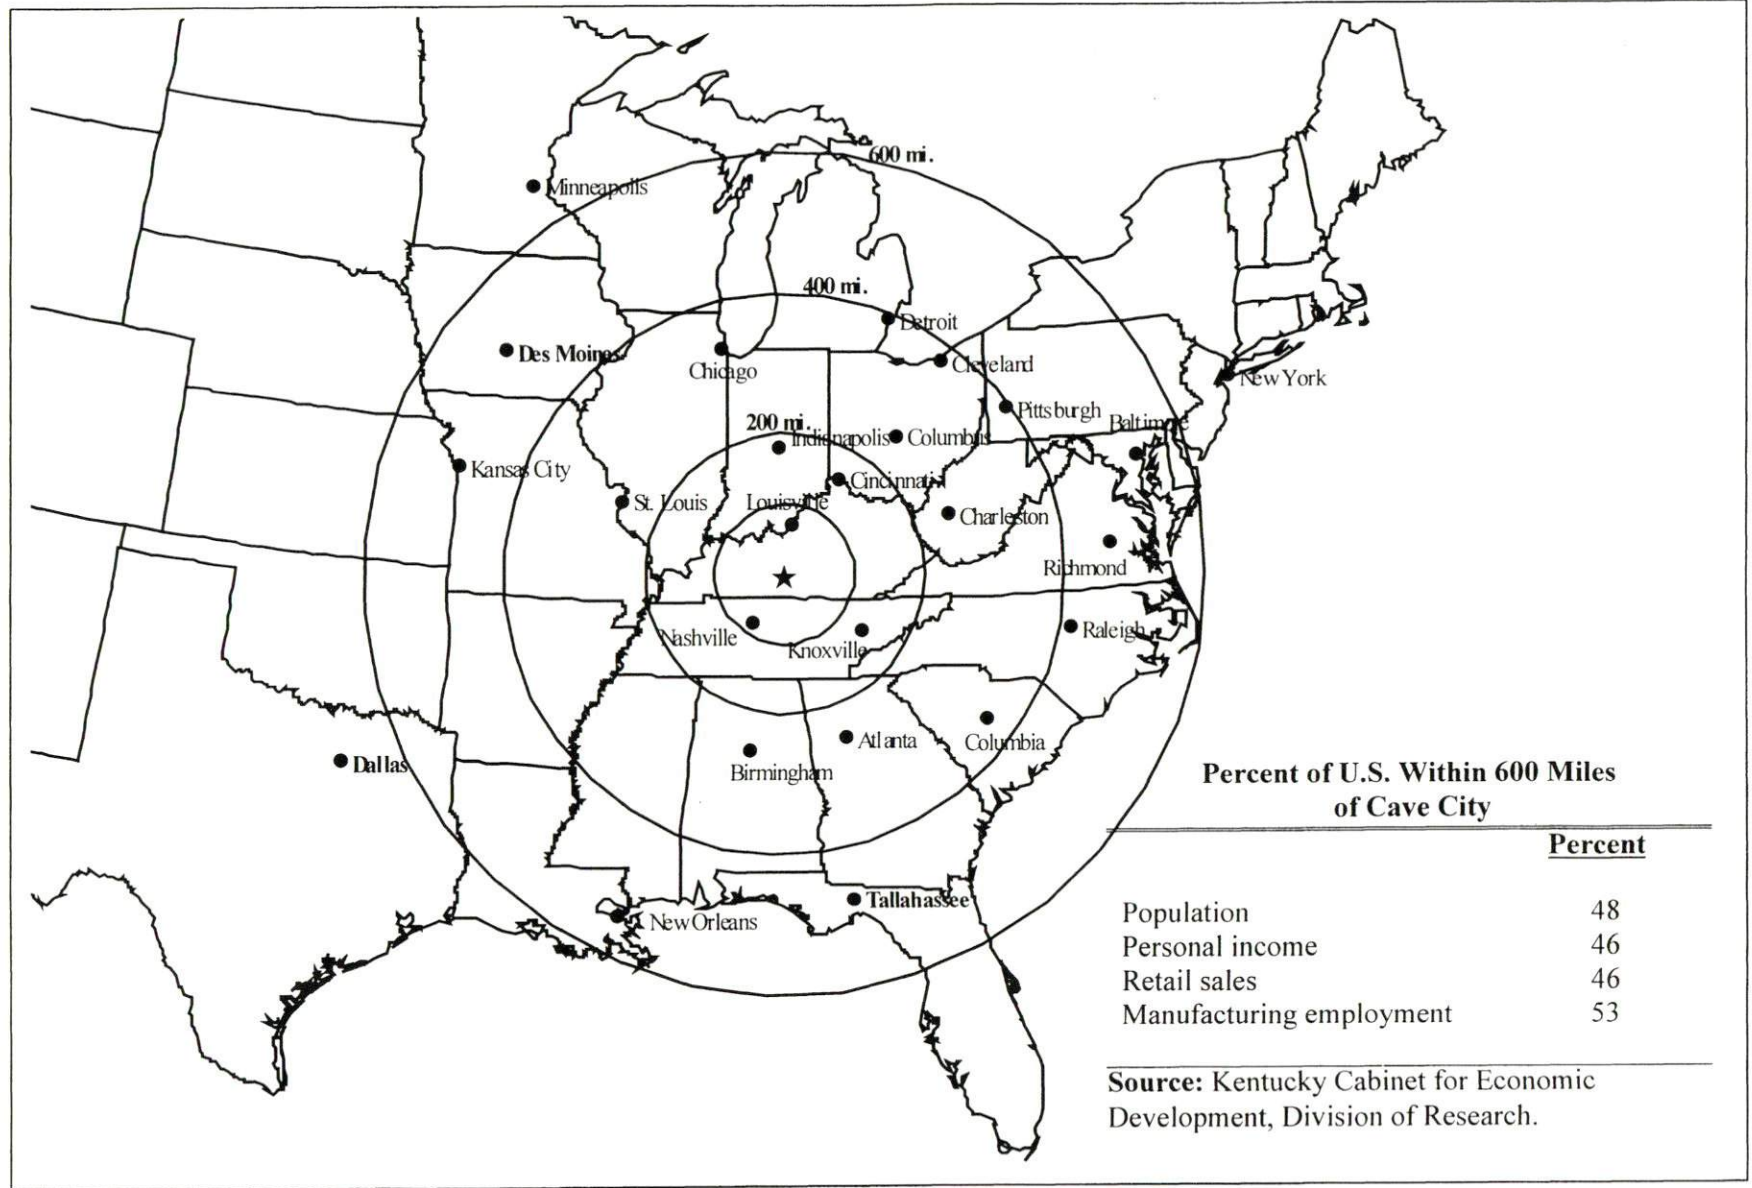 600 mi.
Minneapolis
400 mi.
Detroit
Des Moines
Cleveland
Chicago
New York
Pittsburgh
Baltimore
200 mi.
Indianapolis
Columbus
Kansas City
Cincinnati
St. Louis
Louisville
Charleston
Richmond
Nashville
Knoxville
Raleigh
Atlanta
Columbia
Birmingham
Dallas
Tallahassee
New Orleans
Percent of U.S. Within 600 Miles
of Cave City
Percent
Population 48
Personal income 46
Retail sales 46
Manufacturing employment 53
Source: Kentucky Cabinet for Economic
Development, Division of Research.